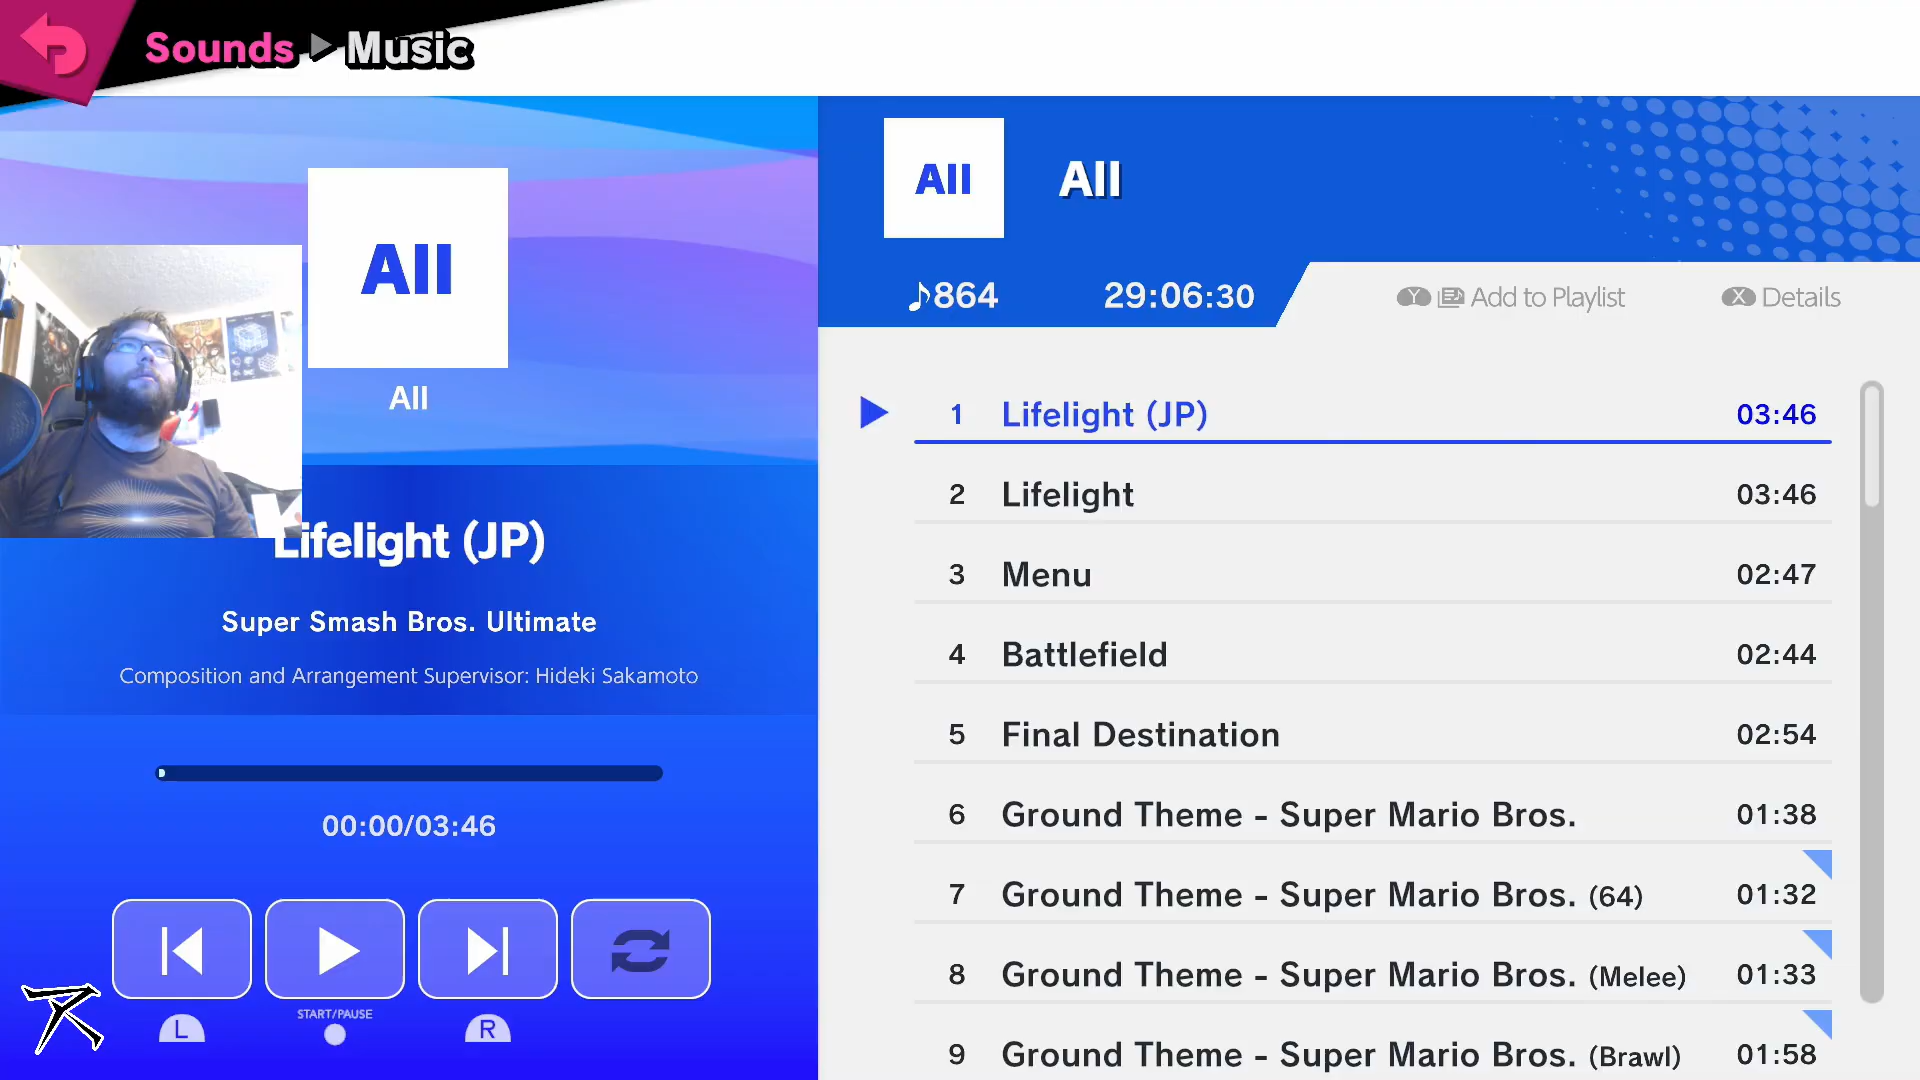 Sounds ▶ Music
All
All
Lifelight (JP)
Super Smash Bros. Ultimate
Composition and Arrangement Supervisor: Hideki Sakamoto
00:00/03:46
START/PAUSE
L
R
All
All
♪864 29:06:30
Y Add to Playlist X Details
1 Lifelight (JP) 03:46
2 Lifelight 03:46
3 Menu 02:47
4 Battlefield 02:44
5 Final Destination 02:54
6 Ground Theme - Super Mario Bros. 01:38
7 Ground Theme - Super Mario Bros. (64) 01:32
8 Ground Theme - Super Mario Bros. (Melee) 01:33
9 Ground Theme - Super Mario Bros. (Brawl) 01:58